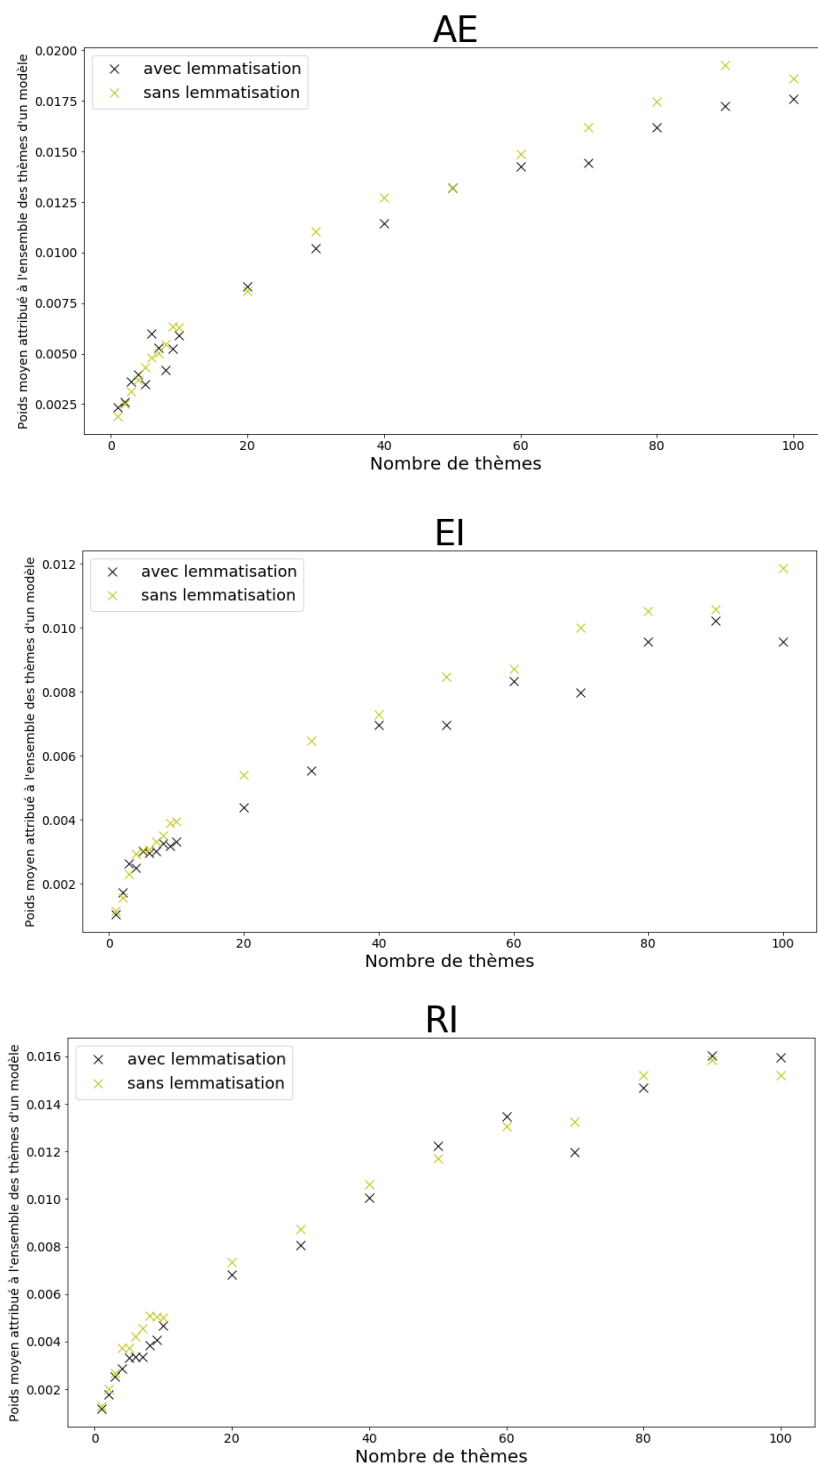 AE
avec lemmatisation
sans lemmatisation
Poids moyen attribué à l'ensemble des thèmes d'un modèle
0.0200
0.0175
0.0150
0.0125
0.0100
0.0075
0.0050
0.0025
0 20 40 60 80 100
Nombre de thèmes
EI
avec lemmatisation
sans lemmatisation
Poids moyen attribué à l'ensemble des thèmes d'un modèle
0.012
0.010
0.008
0.006
0.004
0.002
0 20 40 60 80 100
Nombre de thèmes
RI
avec lemmatisation
sans lemmatisation
Poids moyen attribué à l'ensemble des thèmes d'un modèle
0.016
0.014
0.012
0.010
0.008
0.006
0.004
0.002
0 20 40 60 80 100
Nombre de thèmes